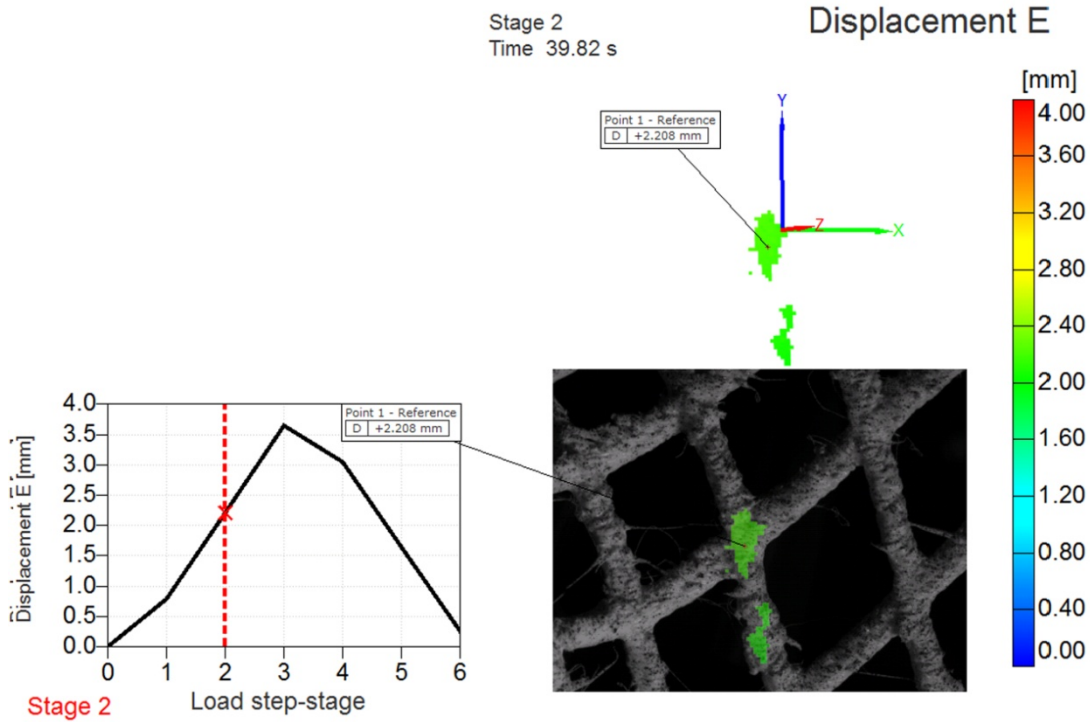 Stage 2
Time 39.82 s
Displacement E
[mm]
4.00
3.60
3.20
2.80
2.40
2.00
1.60
1.20
0.80
0.40
0.00
Y
Point 1 - Reference
D +2.208 mm
Z
X
Displacement E [mm]
4.0
3.5
3.0
2.5
2.0
1.5
1.0
0.5
0.0
Point 1 - Reference
D +2.208 mm
0 1 2 3 4 5 6
Load step-stage
Stage 2